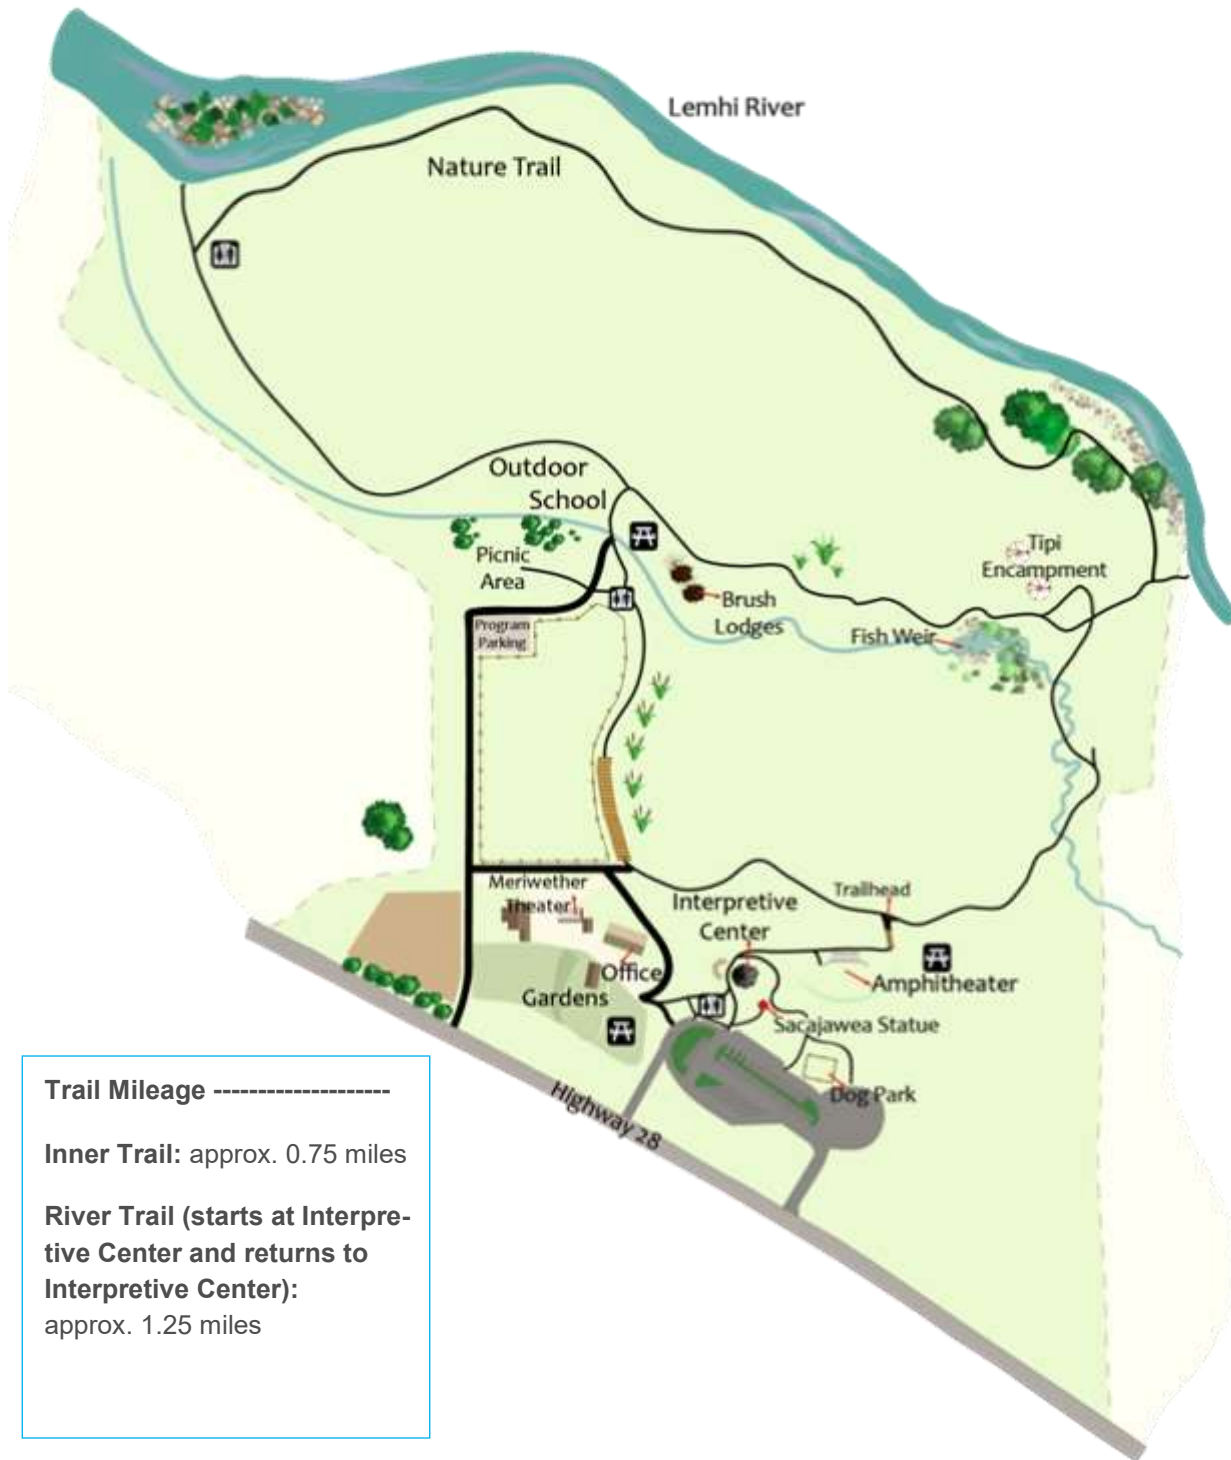 Lemhi River
Nature Trail
Outdoor
School
Picnic
Area
Tipi
Encampment
Brush
Lodges
Fish Weir
Program
Parking
Meriwether
Theater
Interpretive
Center
Trailhead
Office
Gardens
Amphitheater
Sacajawea Statue
Dog Park
Highway 28
Trail Mileage --------------------
Inner Trail: approx. 0.75 miles
River Trail (starts at Interpre-
tive Center and returns to
Interpretive Center):
approx. 1.25 miles